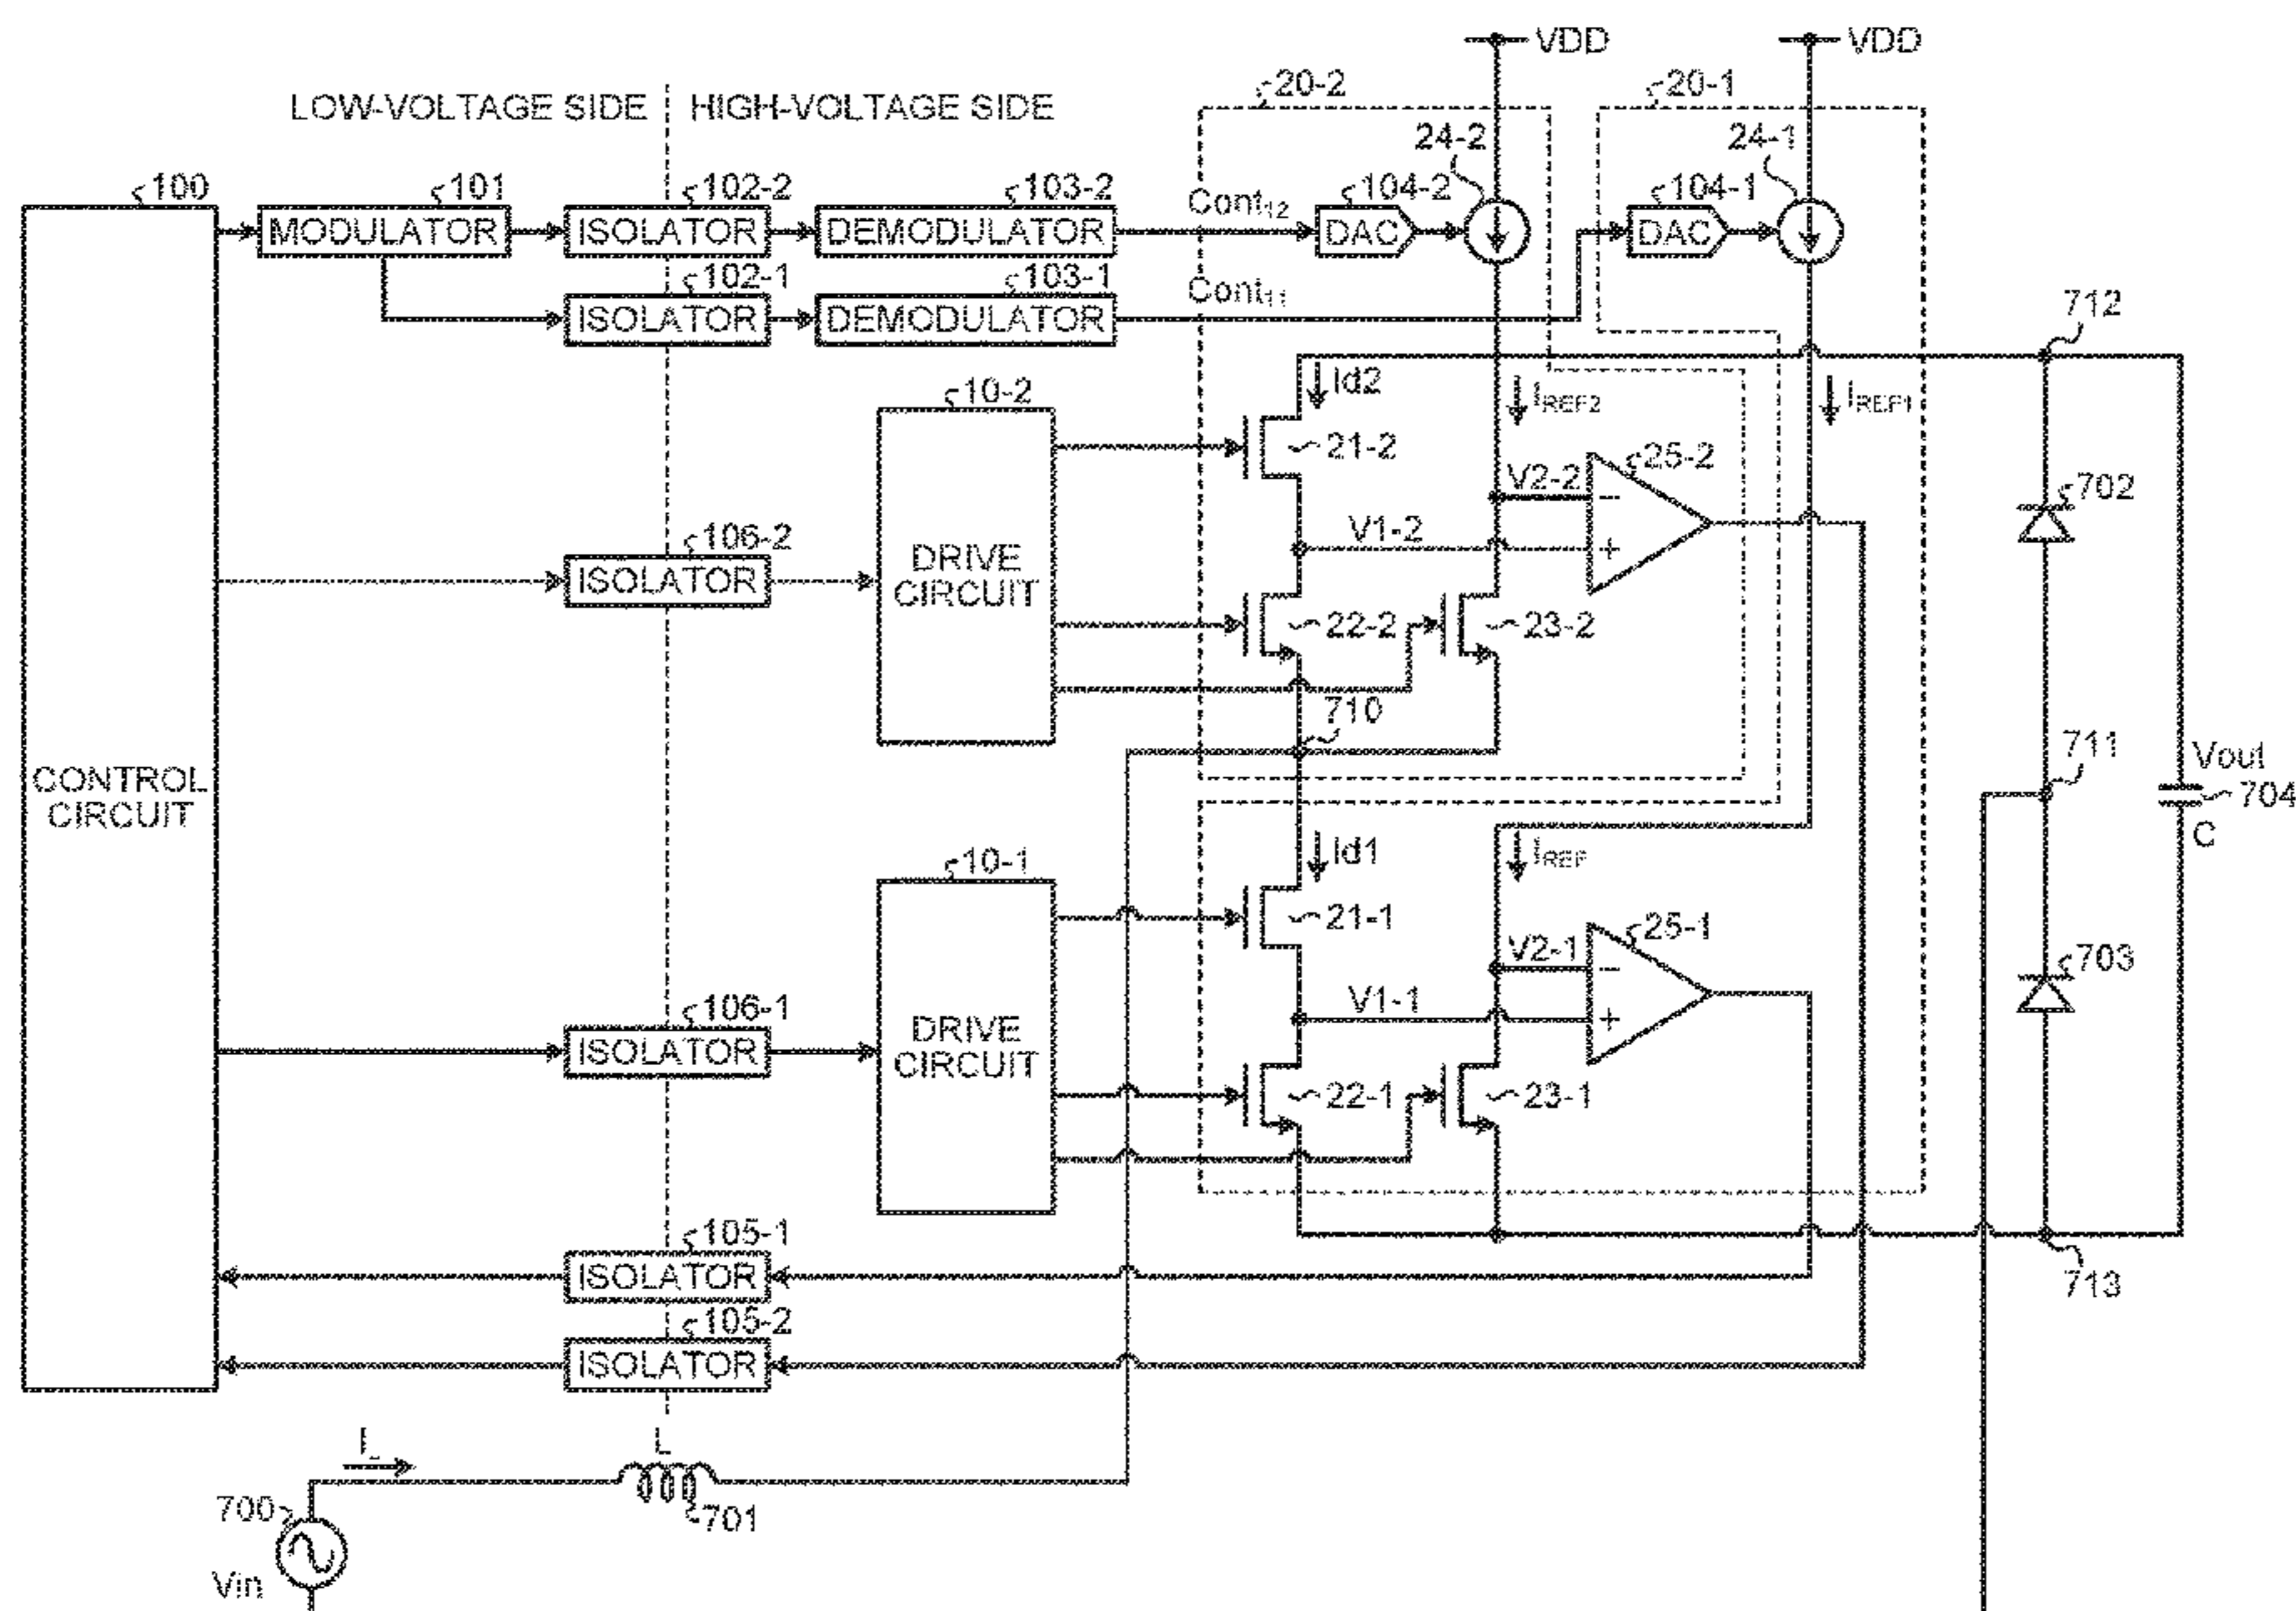 VDD
VDD
LOW-VOLTAGE SIDE
HIGH-VOLTAGE SIDE
20-2
20-1
24-2
24-1
100
101
102-2
103-2
Cont12
104-2
104-1
MODULATOR
ISOLATOR
DEMODULATOR
DAC
DAC
102-1
103-1
Cont11
ISOLATOR
DEMODULATOR
712
10-2
Id2
IREF2
IREF1
21-2
25-2
V2-2
702
106-2
V1-2
ISOLATOR
DRIVE
CIRCUIT
22-2
23-2
710
CONTROL
CIRCUIT
711
Vout
704
C
10-1
Id1
IREF
21-1
25-1
V2-1
703
106-1
V1-1
ISOLATOR
DRIVE
CIRCUIT
22-1
23-1
105-1
ISOLATOR
713
105-2
ISOLATOR
IL
L
700
701
Vin